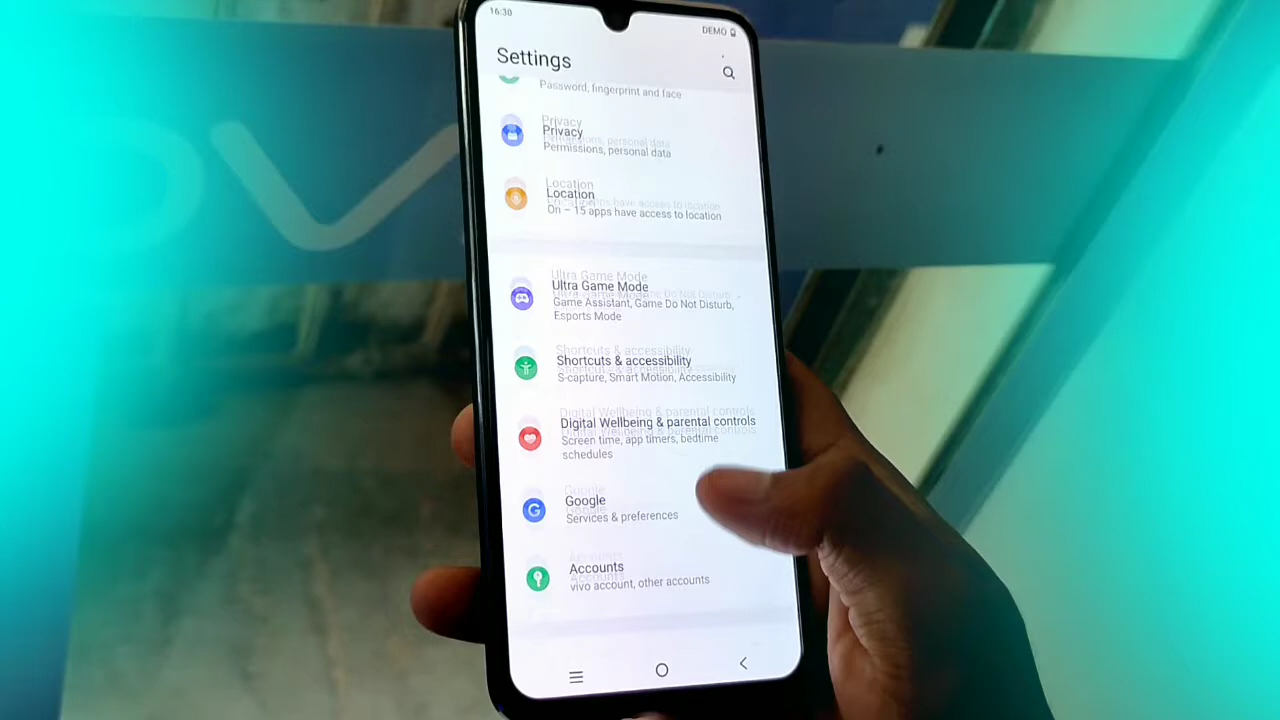 16:30
DEMO
Settings
Password, fingerprint and face
Privacy
Permissions, personal data
Location
On – 15 apps have access to location
Ultra Game Mode
Game Assistant, Game Do Not Disturb,
Esports Mode
Shortcuts & accessibility
S-capture, Smart Motion, Accessibility
Digital Wellbeing & parental controls
Screen time, app timers, bedtime
schedules
Google
Services & preferences
Accounts
vivo account, other accounts